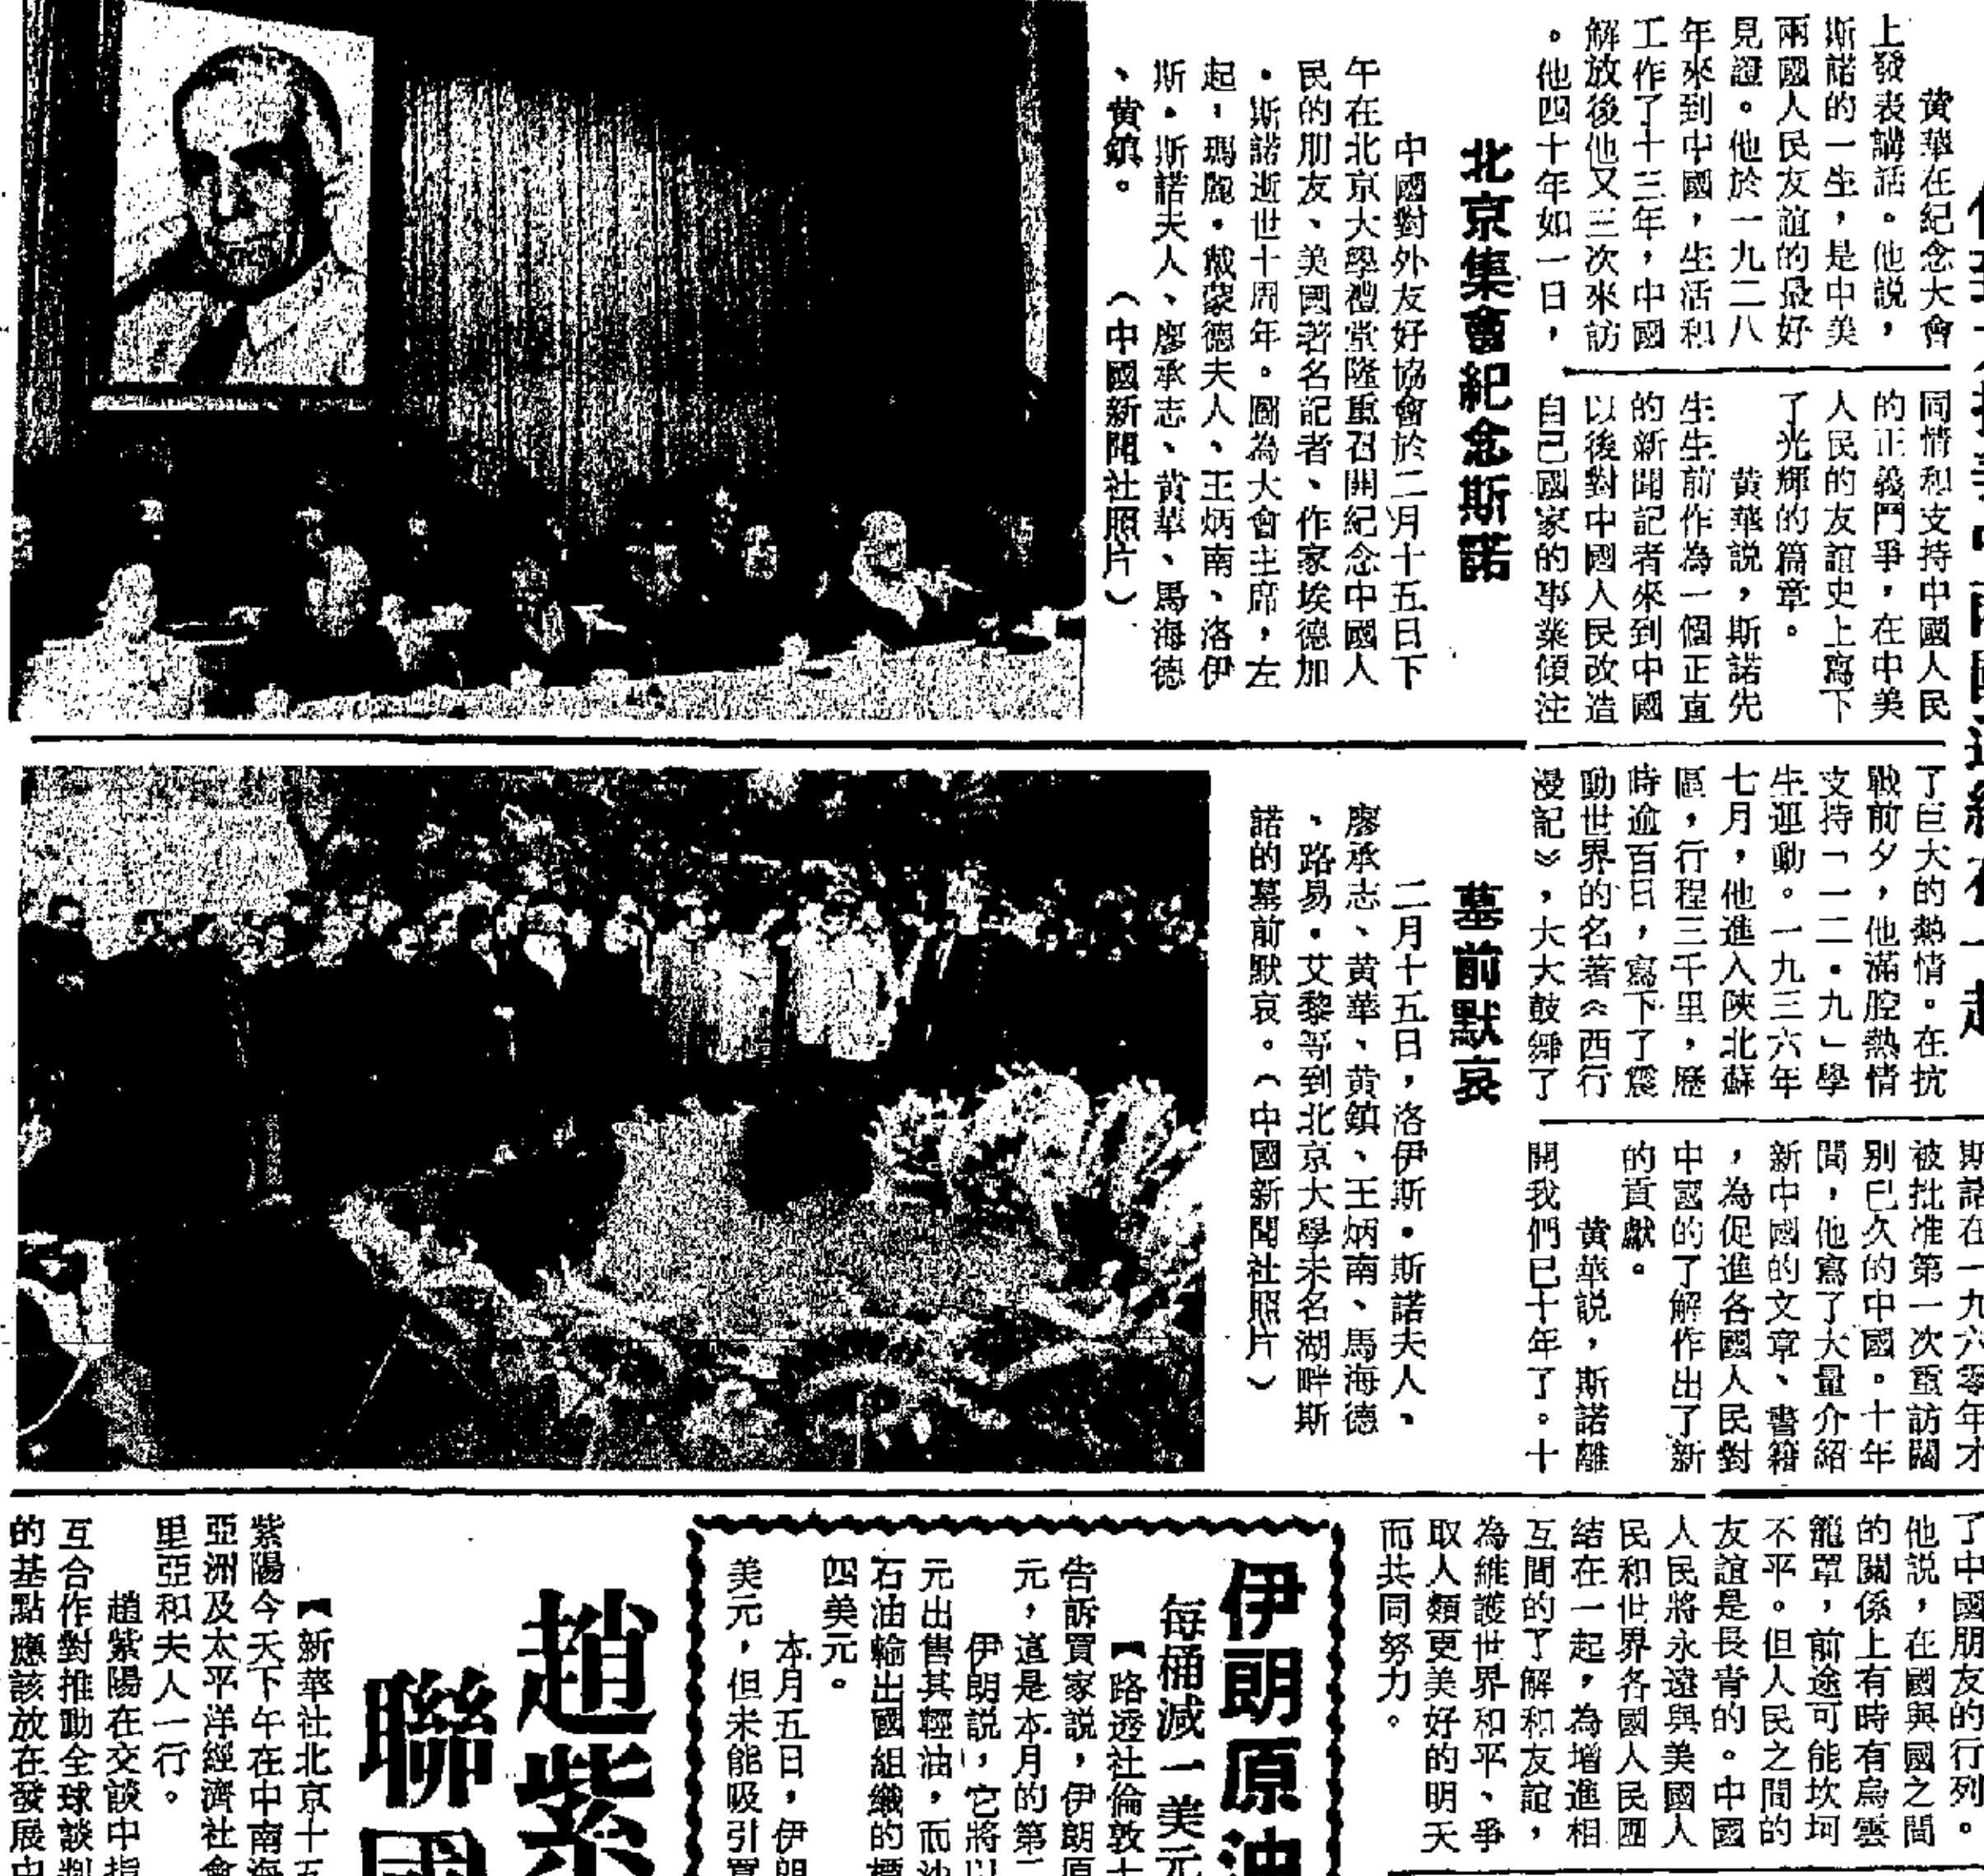 黃華在紀念大會
上發表講話。他説，
斯諾的一生，是中美
兩國人民友誼的最好
見證。他於一九二八
年來到中國，生活和
工作了十三年，中國
解放後他又三次來訪
。他四十年如一日，
同情和支持中國人民
的正義鬥爭，在中美
人民的友誼史上寫下
了光輝的篇章。
黃華説，斯諾先
生生前作為一個正直
的新聞記者來到中國
以後對中國人民改造
自己國家的事業傾注
了巨大的熱情。在抗
戰前夕，他滿腔熱情
支持「一二・九」學
生運動。一九三六年
七月，他進入陝北蘇
區，行程三千里，歷
時逾百日，寫下了震
動世界的名著《西行
漫記》，大大鼓舞了
斯諾在一九六零年才
被批准第一次重訪闊
別已久的中國。十年
間，他寫了大量介紹
新中國的文章、書籍
，為促進各國人民對
中國的了解作出了新
的貢獻。
黃華説，斯諾離
開我們已十年了。十
了中國朋友的行列。
他説，在國與國之間
的關係上有時有烏雲
籠罩，前途可能坎坷
不平。但人民之間的
友誼是長青的。中國
人民將永遠與美國人
民和世界各國人民團
結在一起，為增進相
互間的了解和友誼，
為維護世界和平、爭
取人類更美好的明天
而共同努力。
北京集會紀念斯諾
中國對外友好協會於二月十五日下
午在北京大學禮堂隆重召開紀念中國人
民的朋友、美國著名記者、作家埃德加
・斯諾逝世十周年。圖為大會主席，左
起，瑪麗・戴蒙德夫人、王炳南、洛伊
斯・斯諾夫人、廖承志、黃華、馬海德
、黃鎮。（中國新聞社照片）
墓前默哀
二月十五日，洛伊斯・斯諾夫人、
廖承志、黃華、黃鎮、王炳南、馬海德
、路易・艾黎等到北京大學未名湖畔斯
諾的墓前默哀。（中國新聞社照片）
伊朗原油
每桶減一美元
【路透社倫敦十
告訴買家説，伊朗原
元，這是本月的第二
伊朗説，它將以
元出售其輕油，而沙
石油輸出國組織的標
四美元。
本月五日，伊朗
美元，但未能吸引買
趙紫
聯國
【新華社北京十五
紫陽今天下午在中南海
亞洲及太平洋經濟社會
里亞和夫人一行。
趙紫陽在交談中指
互合作對推動全球談判
的基點應該放在發展中